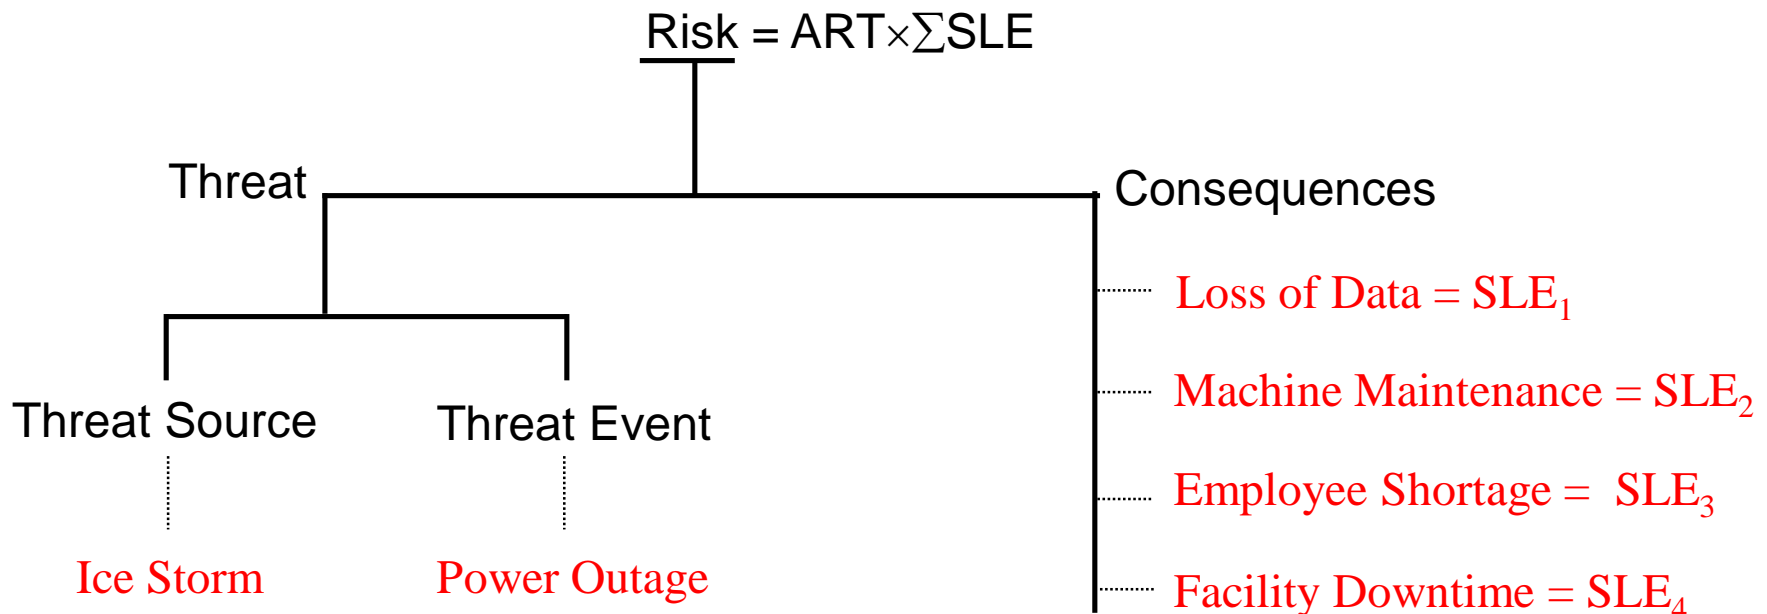 Risk = ART×∑SLE
Threat
Consequences
Loss of Data = SLE₁
Machine Maintenance = SLE₂
Threat Source
Threat Event
Employee Shortage = SLE₃
Ice Storm
Power Outage
Facility Downtime = SLE₄